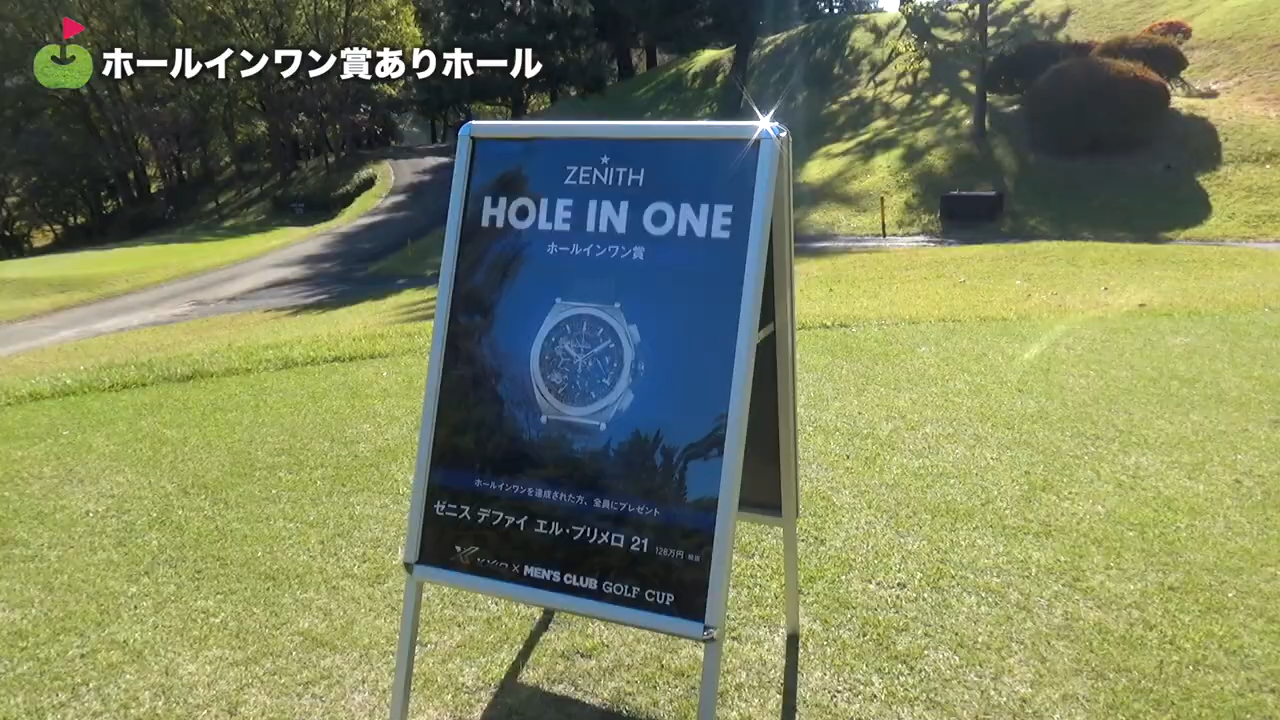 ホールインワン賞ありホール
ZENITH
HOLE IN ONE
ホールインワン賞
ホールインワンを達成された方、全員にプレゼント
ゼニス デファイ エル・プリメロ 21 128万円 税抜
× MEN'S CLUB GOLF CUP